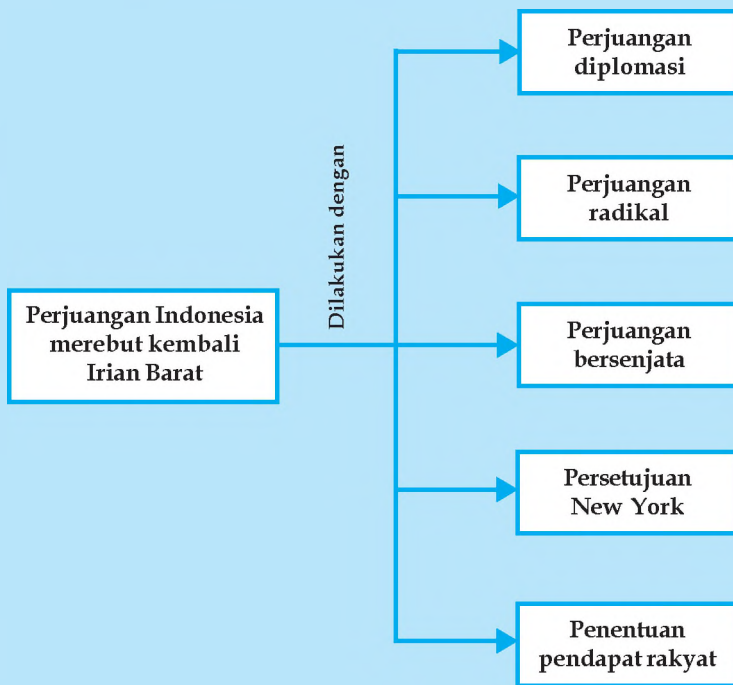 Perjuangan Indonesia
merebut kembali
Irian Barat
Dilakukan dengan
Perjuangan
diplomasi
Perjuangan
radikal
Perjuangan
bersenjata
Persetujuan
New York
Penentuan
pendapat rakyat